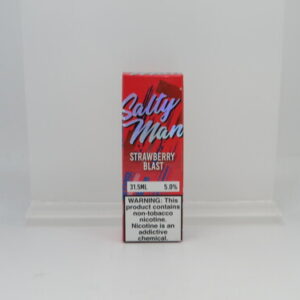 Salty
Man
STRAWBERRY
BLAST
31.5ML 5.0%
WARNING: This
product contains
non-tobacco
nicotine.
Nicotine is an
addictive
chemical.